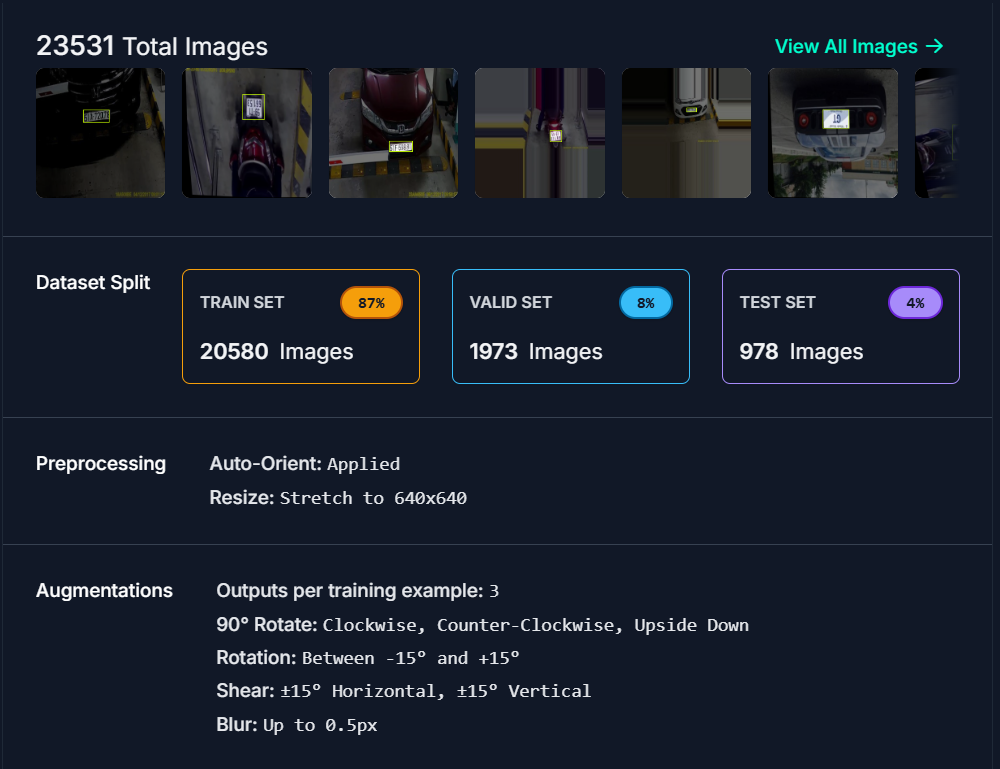 23531 Total Images
View All Images →
Dataset Split
TRAIN SET 87%
20580 Images
VALID SET 8%
1973 Images
TEST SET 4%
978 Images
Preprocessing
Auto-Orient: Applied
Resize: Stretch to 640x640
Augmentations
Outputs per training example: 3
90° Rotate: Clockwise, Counter-Clockwise, Upside Down
Rotation: Between -15° and +15°
Shear: ±15° Horizontal, ±15° Vertical
Blur: Up to 0.5px